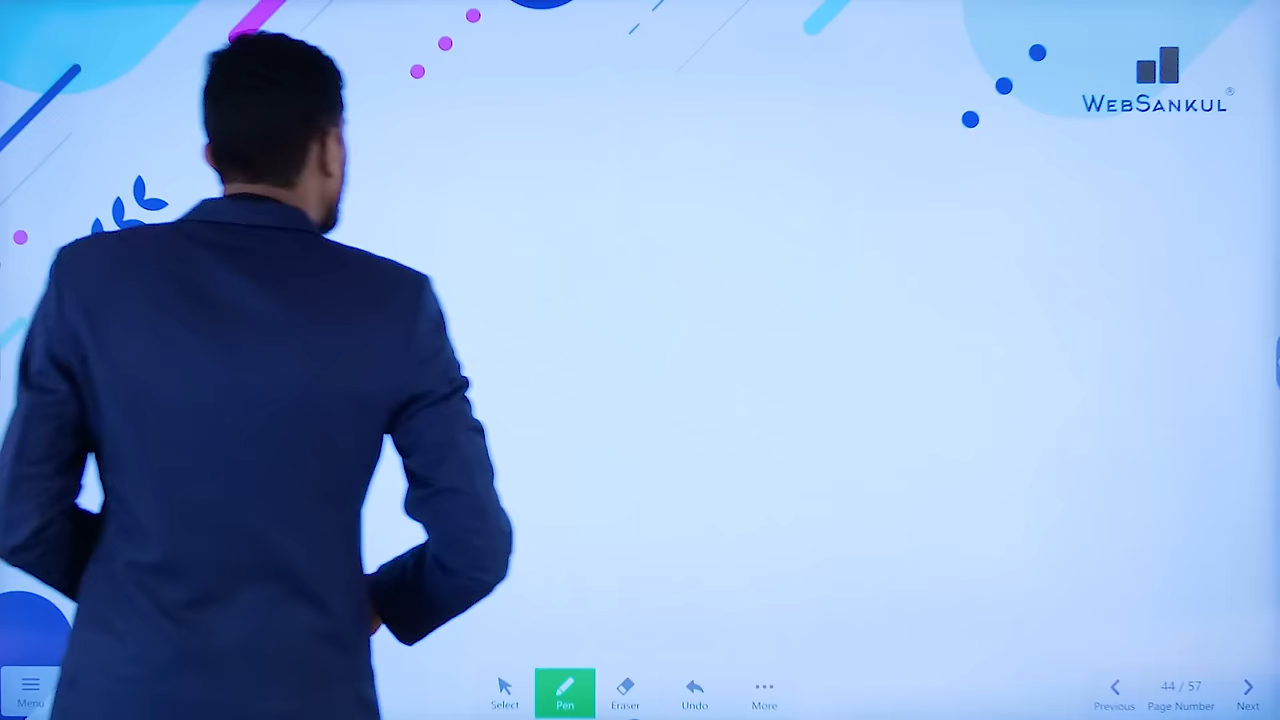 WEBSANKUL®
Menu
Select
Pen
Eraser
Undo
More
Previous
44 / 57
Page Number
Next